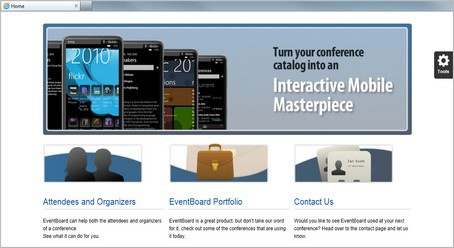 Home
Turn your conference
catalog into an
Interactive Mobile
Masterpiece
2010
flickr
Tools
Attendees and Organizers
EventBoard can help both the attendees and organizers
of a conference.
See what it can do for you.
EventBoard Portfolio
EventBoard is a great product, but don't take our word
for it, check out some of the conferences that are using
it today.
Contact Us
Would you like to see EventBoard used at your next
conference? Head over to the contact page and let us
know.